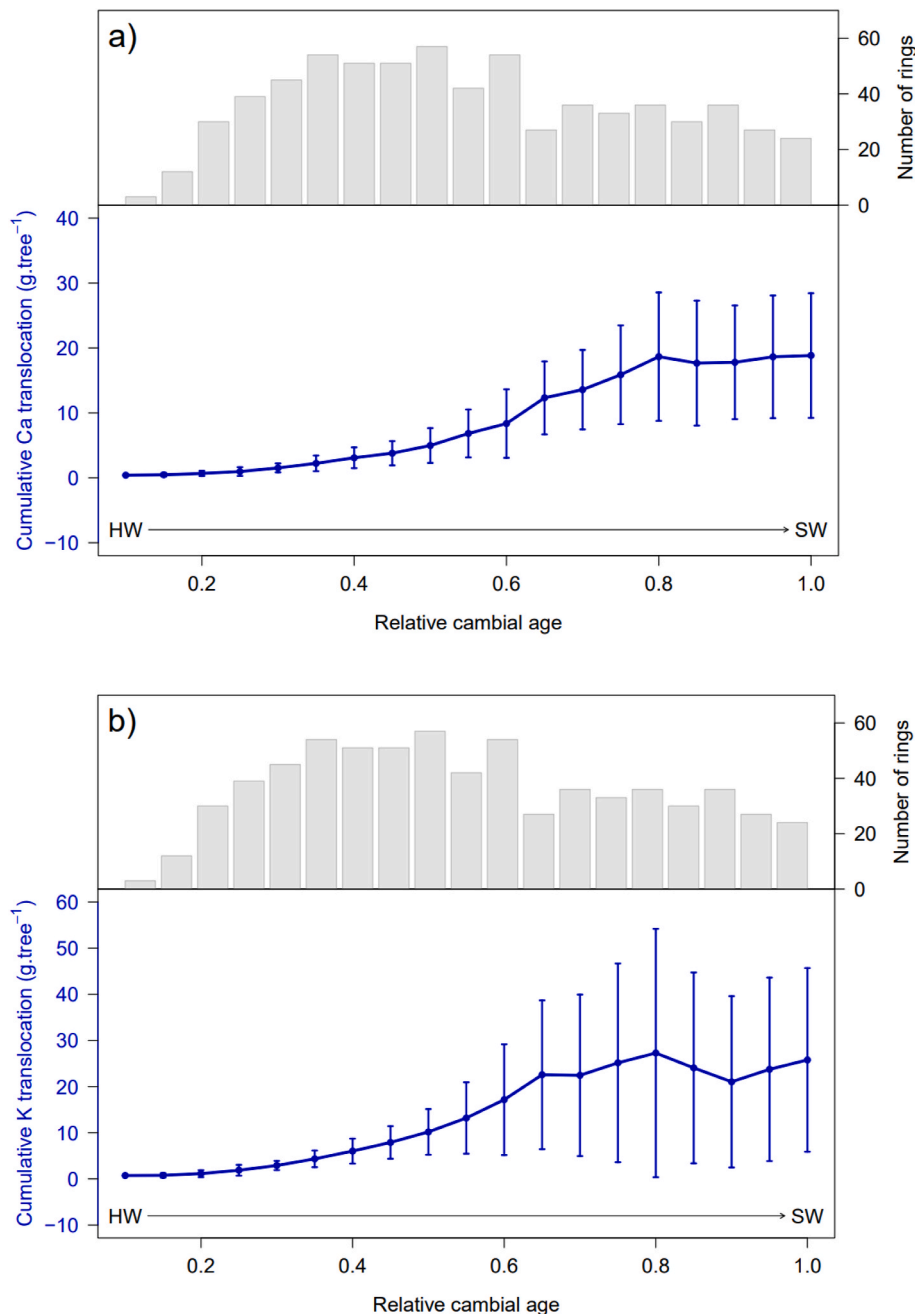 a)
60
40
20
0
Number of rings
40
30
20
10
0
−10
Cumulative Ca translocation (g.tree⁻¹)
HW
SW
0.2 0.4 0.6 0.8 1.0
Relative cambial age
b)
60
40
20
0
Number of rings
60
50
40
30
20
10
0
−10
Cumulative K translocation (g.tree⁻¹)
HW
SW
0.2 0.4 0.6 0.8 1.0
Relative cambial age